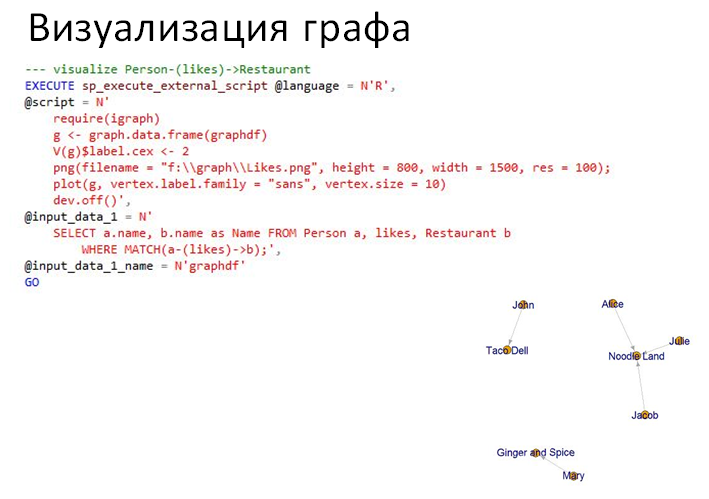 Визуализация графа
--- visualize Person-(likes)->Restaurant
EXECUTE sp_execute_external_script @language = N'R',
@script = N'
require(igraph)
g <- graph.data.frame(graphdf)
V(g)$label.cex <- 2
png(filename = "f:\\graph\\Likes.png", height = 800, width = 1500, res = 100);
plot(g, vertex.label.family = "sans", vertex.size = 10)
dev.off()',
@input_data_1 = N'
SELECT a.name, b.name as Name FROM Person a, likes, Restaurant b
WHERE MATCH(a-(likes)->b);',
@input_data_1_name = N'graphdf'
GO
John
Alice
Julie
Taco Dell
Noodle Land
Jacob
Ginger and Spice
Mary